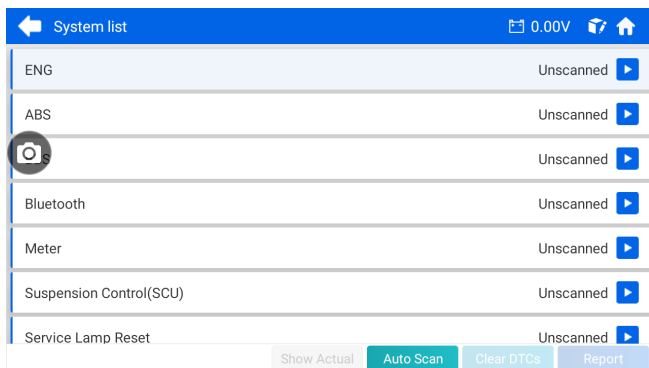 System list
0.00V
ENG Unscanned
ABS Unscanned
Unscanned
Bluetooth Unscanned
Meter Unscanned
Suspension Control(SCU) Unscanned
Service Lamp Reset Unscanned
Show Actual Auto Scan Clear DTCs Report